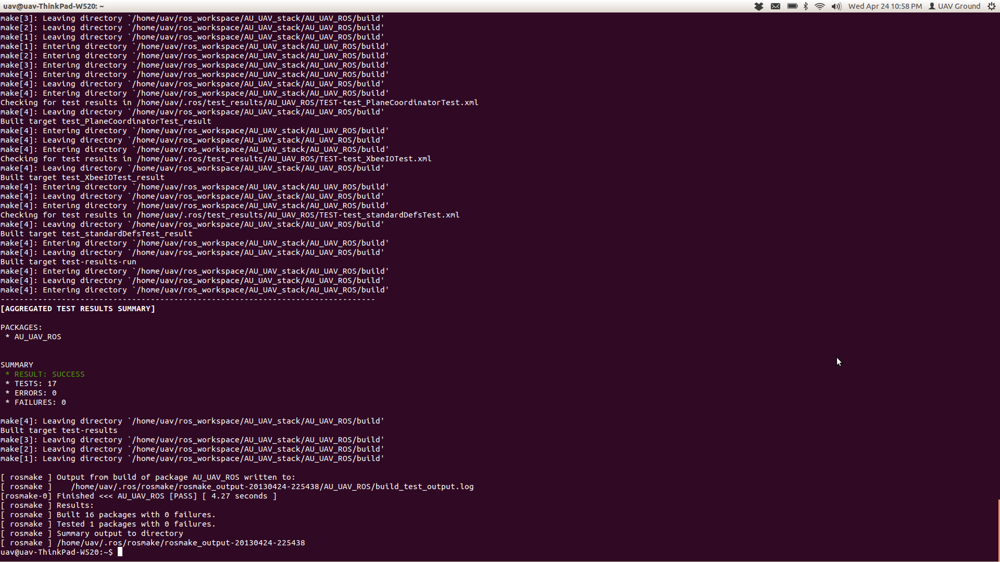 uav@uav-ThinkPad-W520: ~
Wed Apr 24 10:58 PM UAV Ground
make[3]: Leaving directory `/home/uav/ros_workspace/AU_UAV_stack/AU_UAV_ROS/build'
make[2]: Leaving directory `/home/uav/ros_workspace/AU_UAV_stack/AU_UAV_ROS/build'
make[1]: Leaving directory `/home/uav/ros_workspace/AU_UAV_stack/AU_UAV_ROS/build'
make[1]: Entering directory `/home/uav/ros_workspace/AU_UAV_stack/AU_UAV_ROS/build'
make[2]: Entering directory `/home/uav/ros_workspace/AU_UAV_stack/AU_UAV_ROS/build'
make[3]: Entering directory `/home/uav/ros_workspace/AU_UAV_stack/AU_UAV_ROS/build'
make[4]: Entering directory `/home/uav/ros_workspace/AU_UAV_stack/AU_UAV_ROS/build'
make[4]: Leaving directory `/home/uav/ros_workspace/AU_UAV_stack/AU_UAV_ROS/build'
make[4]: Entering directory `/home/uav/ros_workspace/AU_UAV_stack/AU_UAV_ROS/build'
Checking for test results in /home/uav/.ros/test_results/AU_UAV_ROS/TEST-test_PlaneCoordinatorTest.xml
make[4]: Leaving directory `/home/uav/ros_workspace/AU_UAV_stack/AU_UAV_ROS/build'
Built target test_PlaneCoordinatorTest_result
make[4]: Entering directory `/home/uav/ros_workspace/AU_UAV_stack/AU_UAV_ROS/build'
make[4]: Leaving directory `/home/uav/ros_workspace/AU_UAV_stack/AU_UAV_ROS/build'
make[4]: Entering directory `/home/uav/ros_workspace/AU_UAV_stack/AU_UAV_ROS/build'
Checking for test results in /home/uav/.ros/test_results/AU_UAV_ROS/TEST-test_XbeeIOTest.xml
make[4]: Leaving directory `/home/uav/ros_workspace/AU_UAV_stack/AU_UAV_ROS/build'
Built target test_XbeeIOTest_result
make[4]: Entering directory `/home/uav/ros_workspace/AU_UAV_stack/AU_UAV_ROS/build'
make[4]: Leaving directory `/home/uav/ros_workspace/AU_UAV_stack/AU_UAV_ROS/build'
make[4]: Entering directory `/home/uav/ros_workspace/AU_UAV_stack/AU_UAV_ROS/build'
Checking for test results in /home/uav/.ros/test_results/AU_UAV_ROS/TEST-test_standardDefsTest.xml
make[4]: Leaving directory `/home/uav/ros_workspace/AU_UAV_stack/AU_UAV_ROS/build'
Built target test_standardDefsTest_result
make[4]: Entering directory `/home/uav/ros_workspace/AU_UAV_stack/AU_UAV_ROS/build'
make[4]: Leaving directory `/home/uav/ros_workspace/AU_UAV_stack/AU_UAV_ROS/build'
Built target test-results-run
make[4]: Entering directory `/home/uav/ros_workspace/AU_UAV_stack/AU_UAV_ROS/build'
make[4]: Leaving directory `/home/uav/ros_workspace/AU_UAV_stack/AU_UAV_ROS/build'
make[4]: Entering directory `/home/uav/ros_workspace/AU_UAV_stack/AU_UAV_ROS/build'
--------------------------------------------------------------------------------
[AGGREGATED TEST RESULTS SUMMARY]
PACKAGES:
 * AU_UAV_ROS
SUMMARY
 * RESULT: SUCCESS
 * TESTS: 17
 * ERRORS: 0
 * FAILURES: 0
make[4]: Leaving directory `/home/uav/ros_workspace/AU_UAV_stack/AU_UAV_ROS/build'
Built target test-results
make[3]: Leaving directory `/home/uav/ros_workspace/AU_UAV_stack/AU_UAV_ROS/build'
make[2]: Leaving directory `/home/uav/ros_workspace/AU_UAV_stack/AU_UAV_ROS/build'
make[1]: Leaving directory `/home/uav/ros_workspace/AU_UAV_stack/AU_UAV_ROS/build'
[ rosmake ] Output from build of package AU_UAV_ROS written to:
[ rosmake ]    /home/uav/.ros/rosmake/rosmake_output-20130424-225438/AU_UAV_ROS/build_test_output.log
[rosmake-0] Finished <<< AU_UAV_ROS [PASS] [ 4.27 seconds ]
[ rosmake ] Results:
[ rosmake ] Built 16 packages with 0 failures.
[ rosmake ] Tested 1 packages with 0 failures.
[ rosmake ] Summary output to directory
[ rosmake ] /home/uav/.ros/rosmake/rosmake_output-20130424-225438
uav@uav-ThinkPad-W520:~$